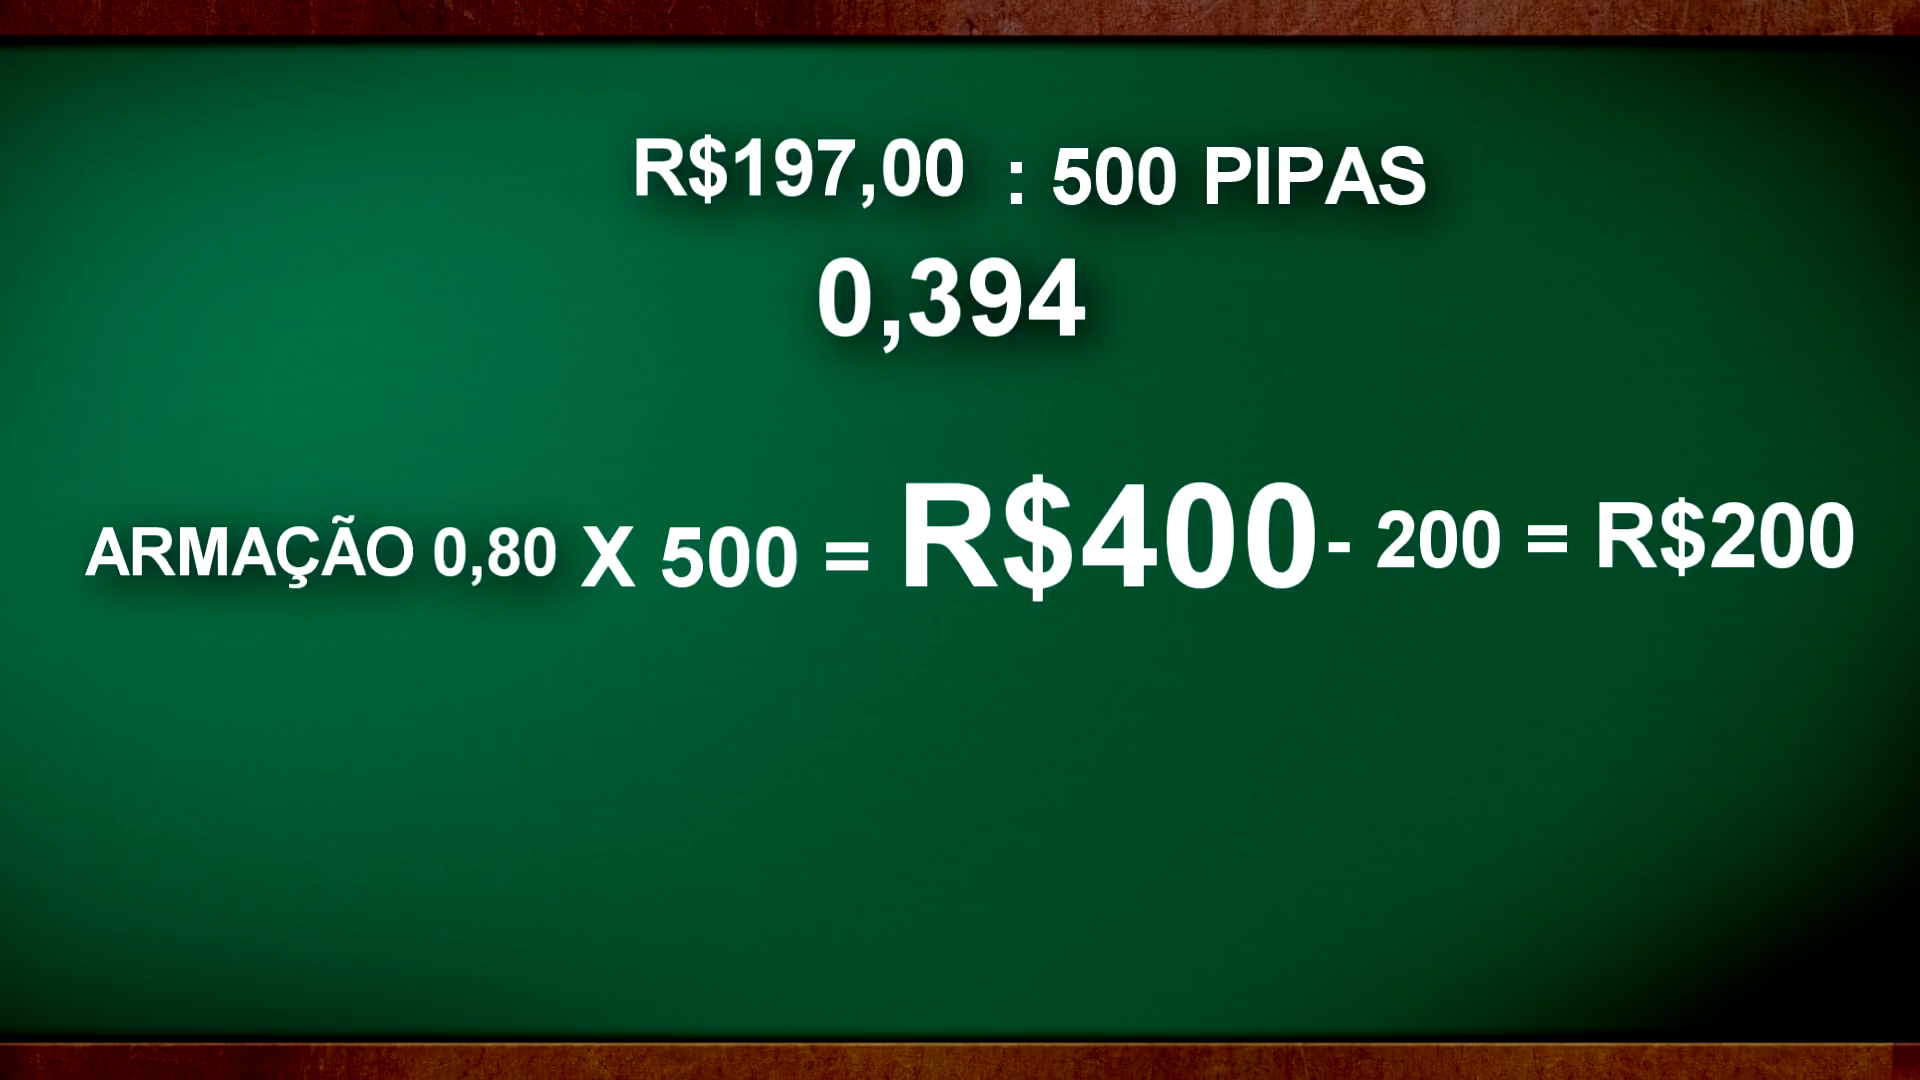 R$197,00 : 500 PIPAS
0,394
ARMAÇÃO 0,80 X 500 = R$400 - 200 = R$200